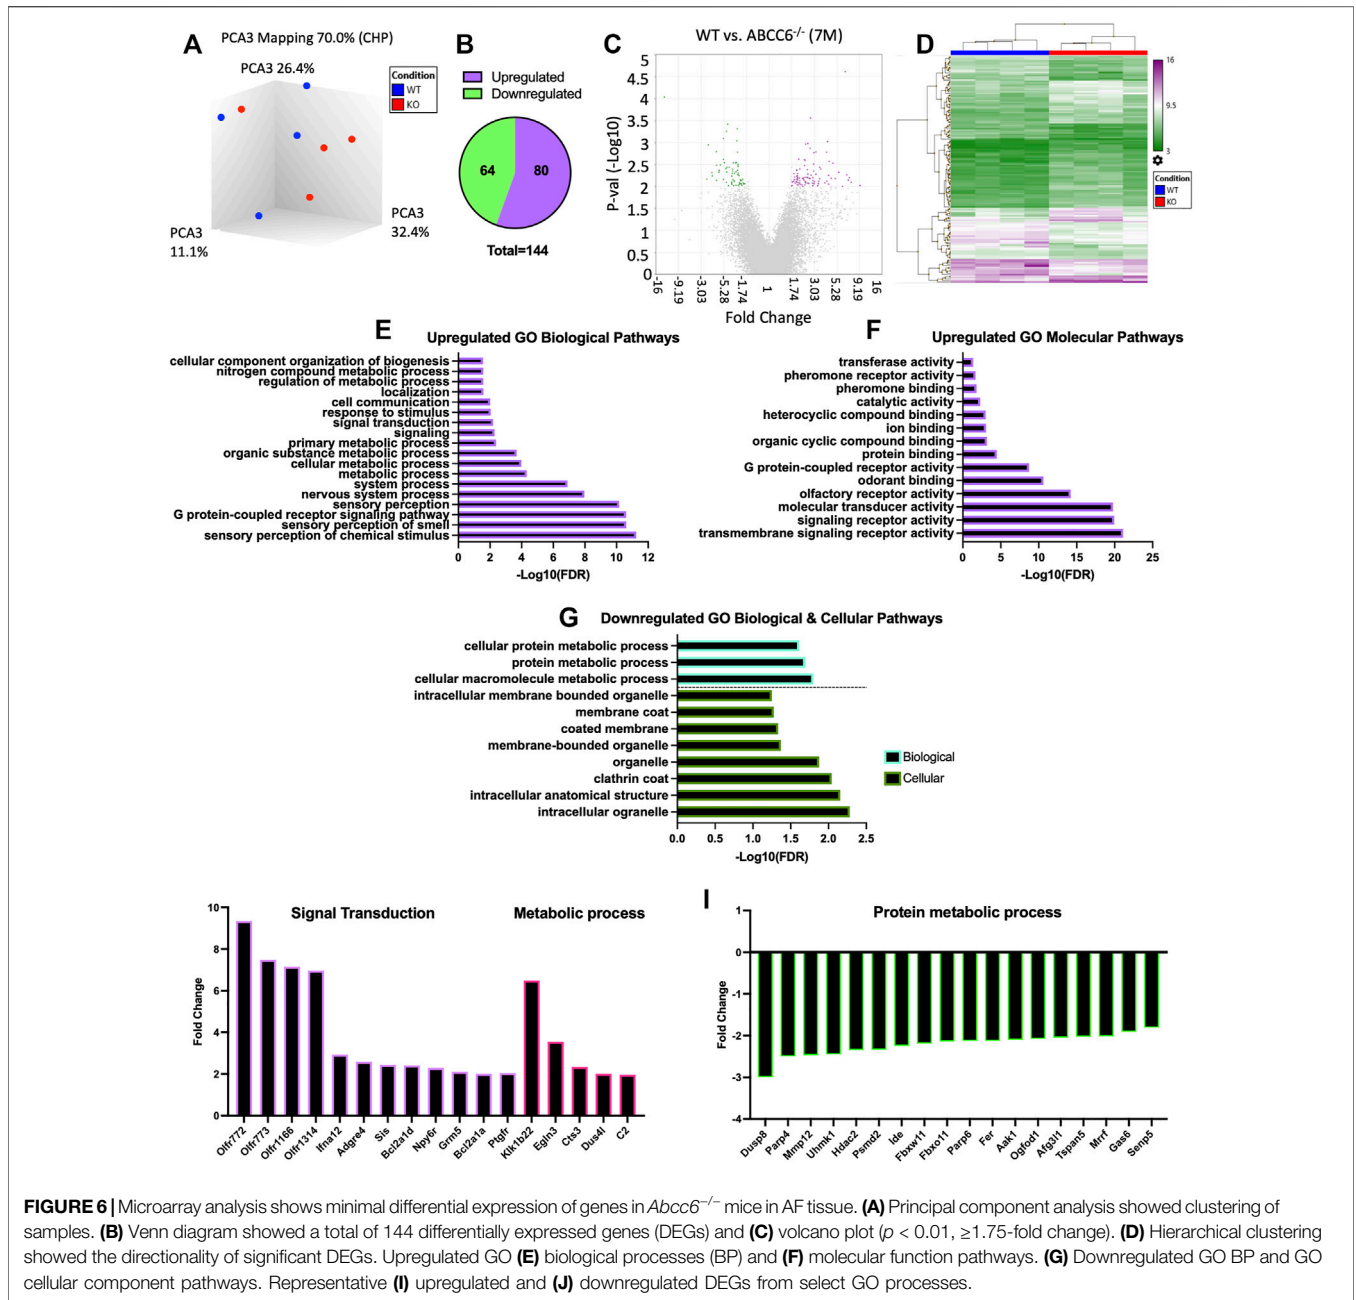 A
PCA3 Mapping 70.0% (CHP)
PCA3 26.4%
Condition
WT
KO
PCA3
11.1%
PCA3
32.4%
B
Upregulated
Downregulated
64
80
Total=144
C
WT vs. ABCC6-/- (7M)
P-val (-Log10)
5
4.5
4
3.5
3
2.5
2
1.5
1
0.5
0
-16
-9.19
-3.03
-5.28
-1.74
1
1.74
3.03
5.28
9.19
16
Fold Change
D
16
9.5
3
Condition
WT
KO
E
Upregulated GO Biological Pathways
cellular component organization of biogenesis
nitrogen compound metabolic process
regulation of metabolic process
localization
cell communication
response to stimulus
signal transduction
signaling
primary metabolic process
organic substance metabolic process
cellular metabolic process
metabolic process
system process
nervous system process
sensory perception
G protein-coupled receptor signaling pathway
sensory perception of smell
sensory perception of chemical stimulus
0 2 4 6 8 10 12
-Log10(FDR)
F
Upregulated GO Molecular Pathways
transferase activity
pheromone receptor activity
pheromone binding
catalytic activity
heterocyclic compound binding
ion binding
organic cyclic compound binding
protein binding
G protein-coupled receptor activity
odorant binding
olfactory receptor activity
molecular transducer activity
signaling receptor activity
transmembrane signaling receptor activity
0 5 10 15 20 25
-Log10(FDR)
G
Downregulated GO Biological & Cellular Pathways
cellular protein metabolic process
protein metabolic process
cellular macromolecule metabolic process
intracellular membrane bounded organelle
membrane coat
coated membrane
membrane-bounded organelle
organelle
clathrin coat
intracellular anatomical structure
intracellular ogranelle
0.0 0.5 1.0 1.5 2.0 2.5
-Log10(FDR)
Biological
Cellular
Signal Transduction
Metabolic process
Fold Change
10
8
6
4
2
0
Olfr772
Olfr773
Olfr1166
Olfr1314
Ifna12
Adgre4
Sis
Bcl2a1d
Npy6r
Grm5
Bcl2a1a
Ptgfr
Klk1b22
Egln3
Cts3
Dus4l
C2
I
Protein metabolic process
Fold Change
1
0
-1
-2
-3
-4
Dusp8
Parp4
Mmp12
Uhmk1
Hdac2
Psmd2
Ide
Fbxw11
Fbxo11
Parp6
Fer
Aak1
Ogfod1
Afg3l1
Tspan5
Mrrf
Gas6
Senp5
FIGURE 6 | Microarray analysis shows minimal differential expression of genes in Abcc6−/− mice in AF tissue. (A) Principal component analysis showed clustering of
samples. (B) Venn diagram showed a total of 144 differentially expressed genes (DEGs) and (C) volcano plot (p < 0.01, ≥1.75-fold change). (D) Hierarchical clustering
showed the directionality of significant DEGs. Upregulated GO (E) biological processes (BP) and (F) molecular function pathways. (G) Downregulated GO BP and GO
cellular component pathways. Representative (I) upregulated and (J) downregulated DEGs from select GO processes.